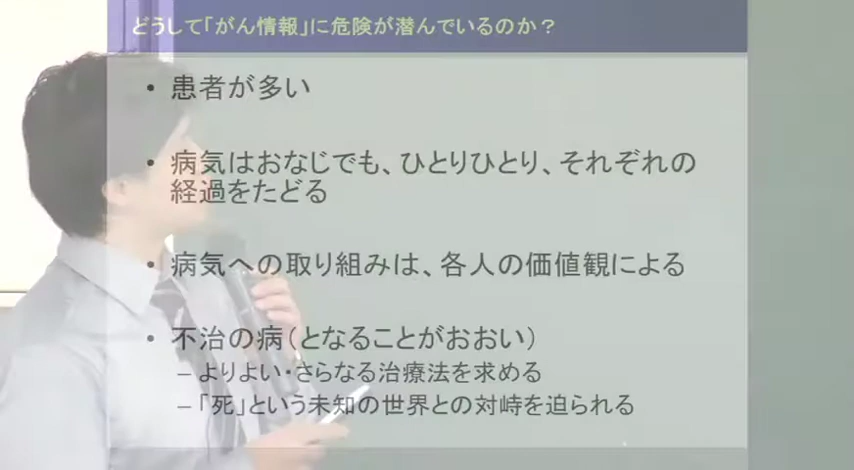 どうして「がん情報」に危険が潜んでいるのか？
• 患者が多い
• 病気はおなじでも、ひとりひとり、それぞれの
経過をたどる
• 病気への取り組みは、各人の価値観による
• 不治の病（となることがおおい）
– よりよい・さらなる治療法を求める
– 「死」という未知の世界との対峙を迫られる